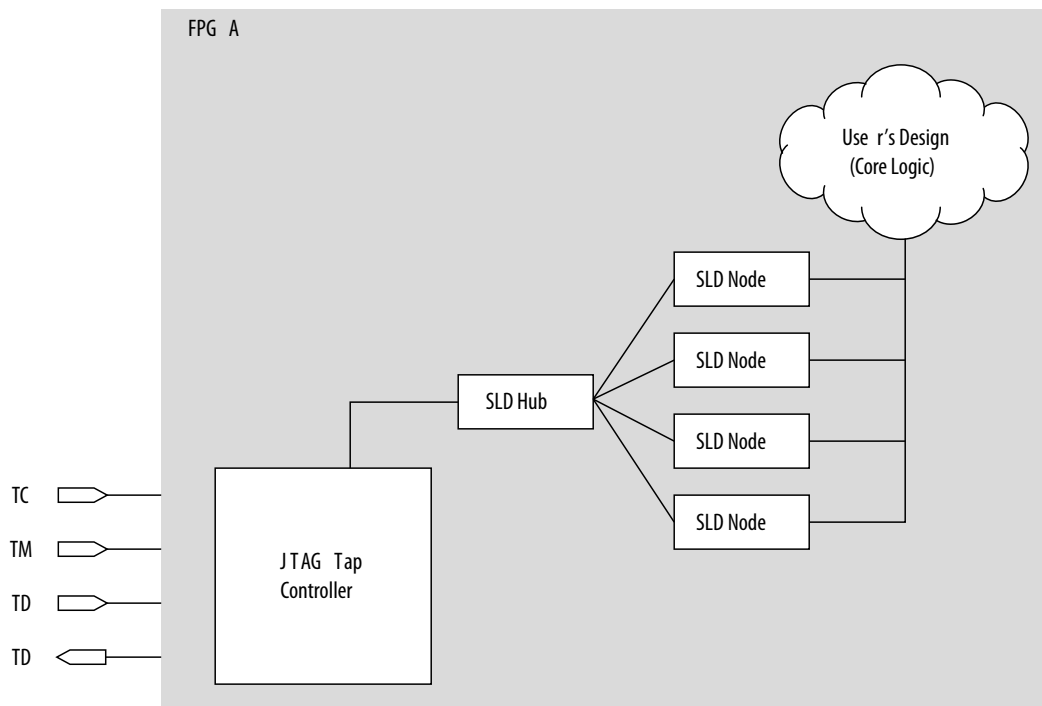 FPG A
Use r's Design
(Core Logic)
SLD Node
SLD Node
SLD Hub
SLD Node
SLD Node
TC
TM
TD
TD
J TAG Tap
Controller